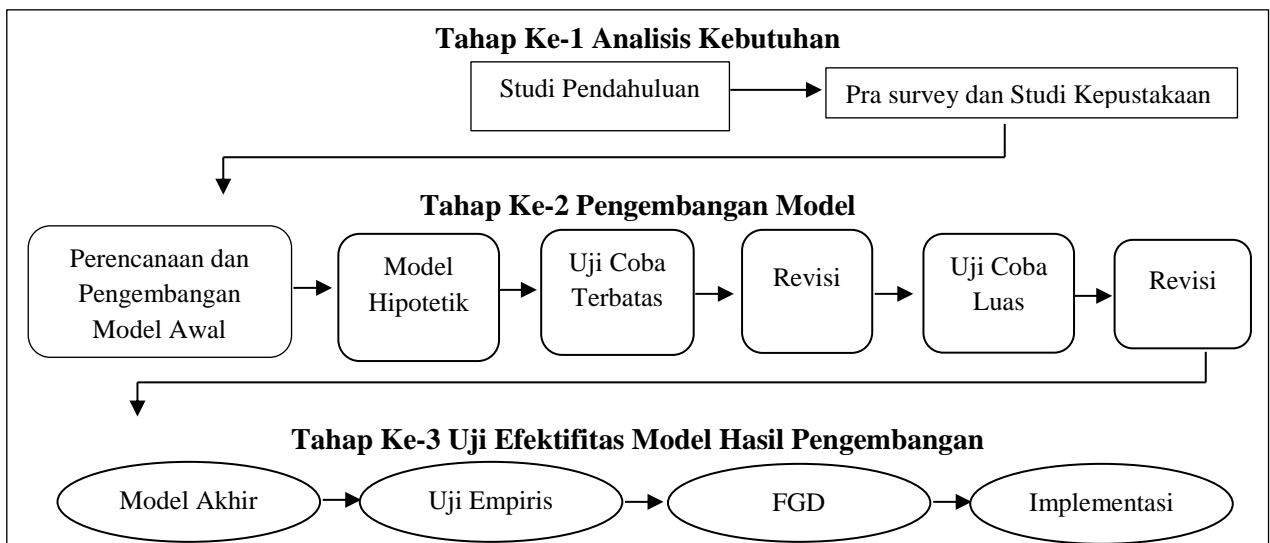 Tahap Ke-1 Analisis Kebutuhan
Studi Pendahuluan
Pra survey dan Studi Kepustakaan
Tahap Ke-2 Pengembangan Model
Perencanaan dan
Pengembangan
Model Awal
Model
Hipotetik
Uji Coba
Terbatas
Revisi
Uji Coba
Luas
Revisi
Tahap Ke-3 Uji Efektifitas Model Hasil Pengembangan
Model Akhir
Uji Empiris
FGD
Implementasi